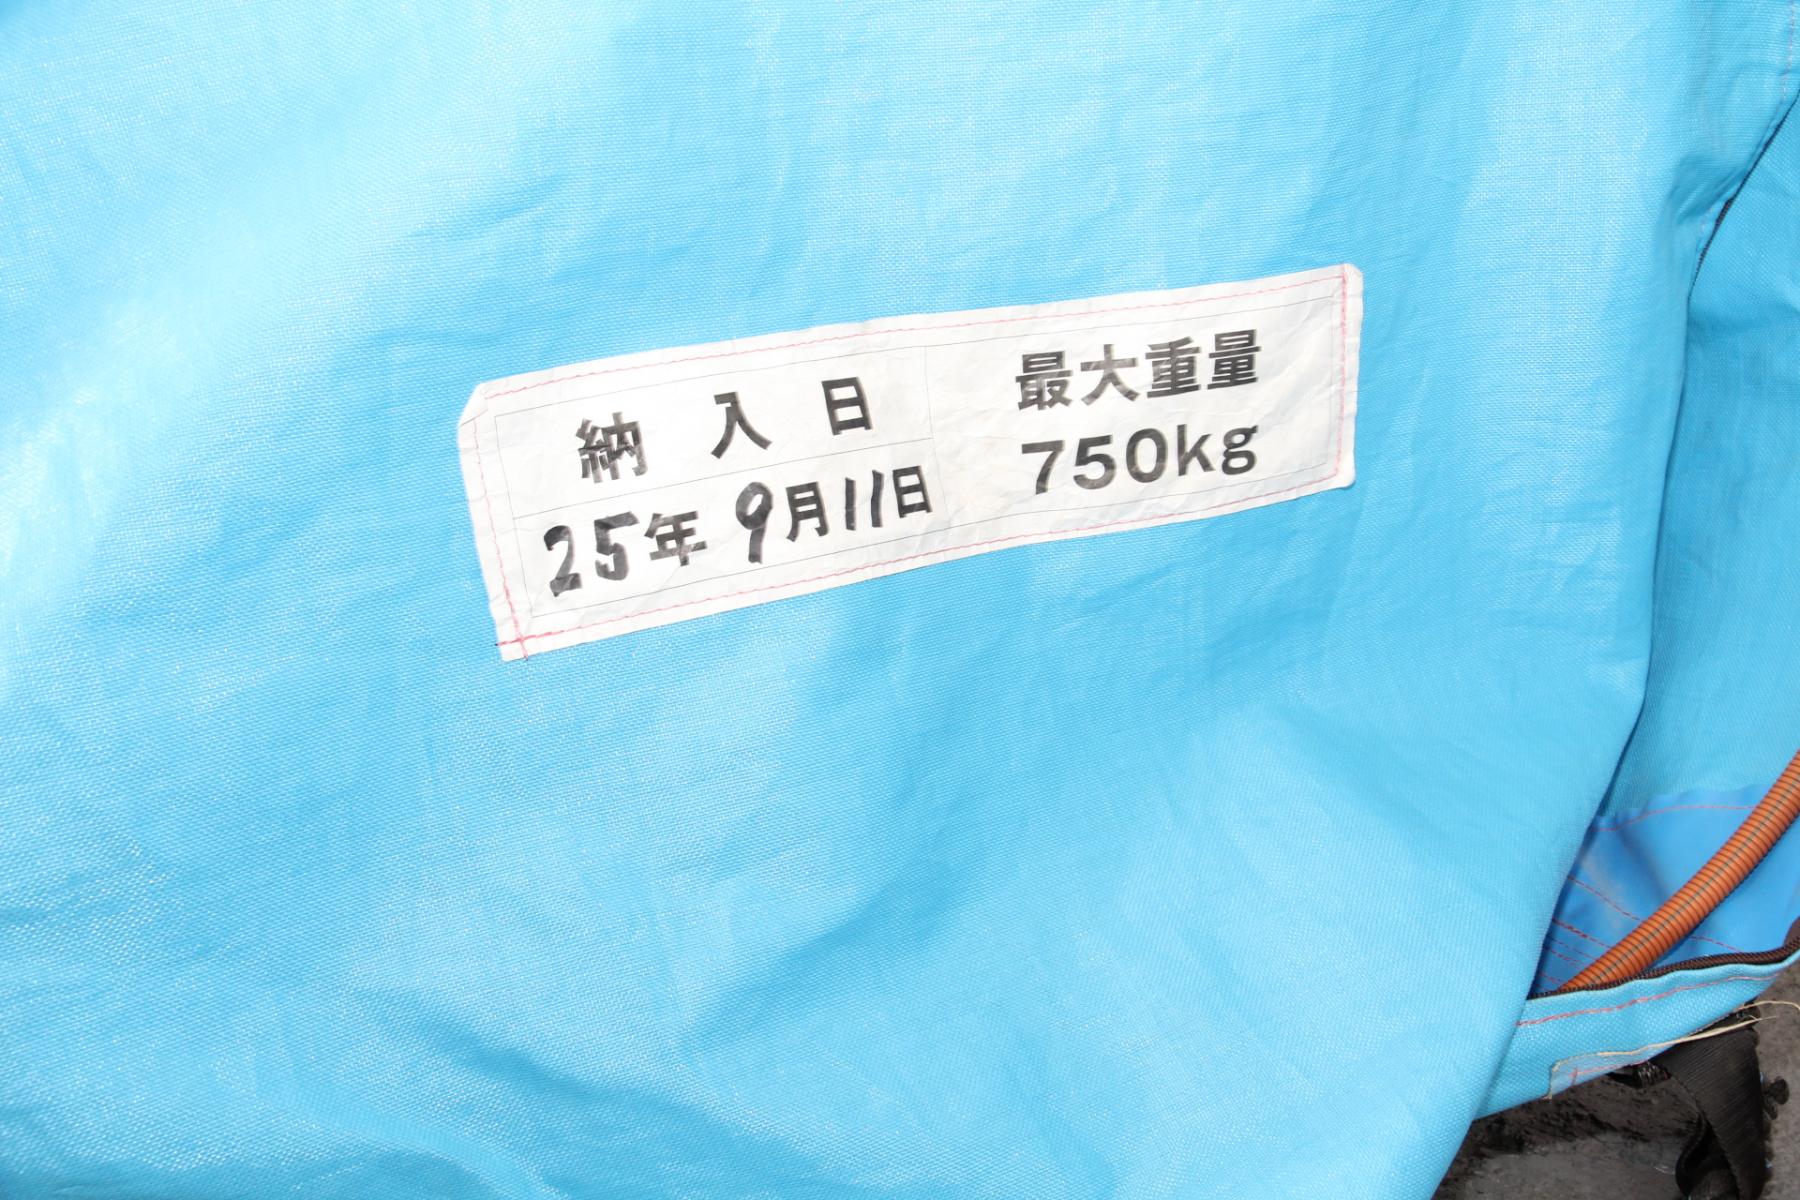 納入日
25年9月11日
最大重量
750kg